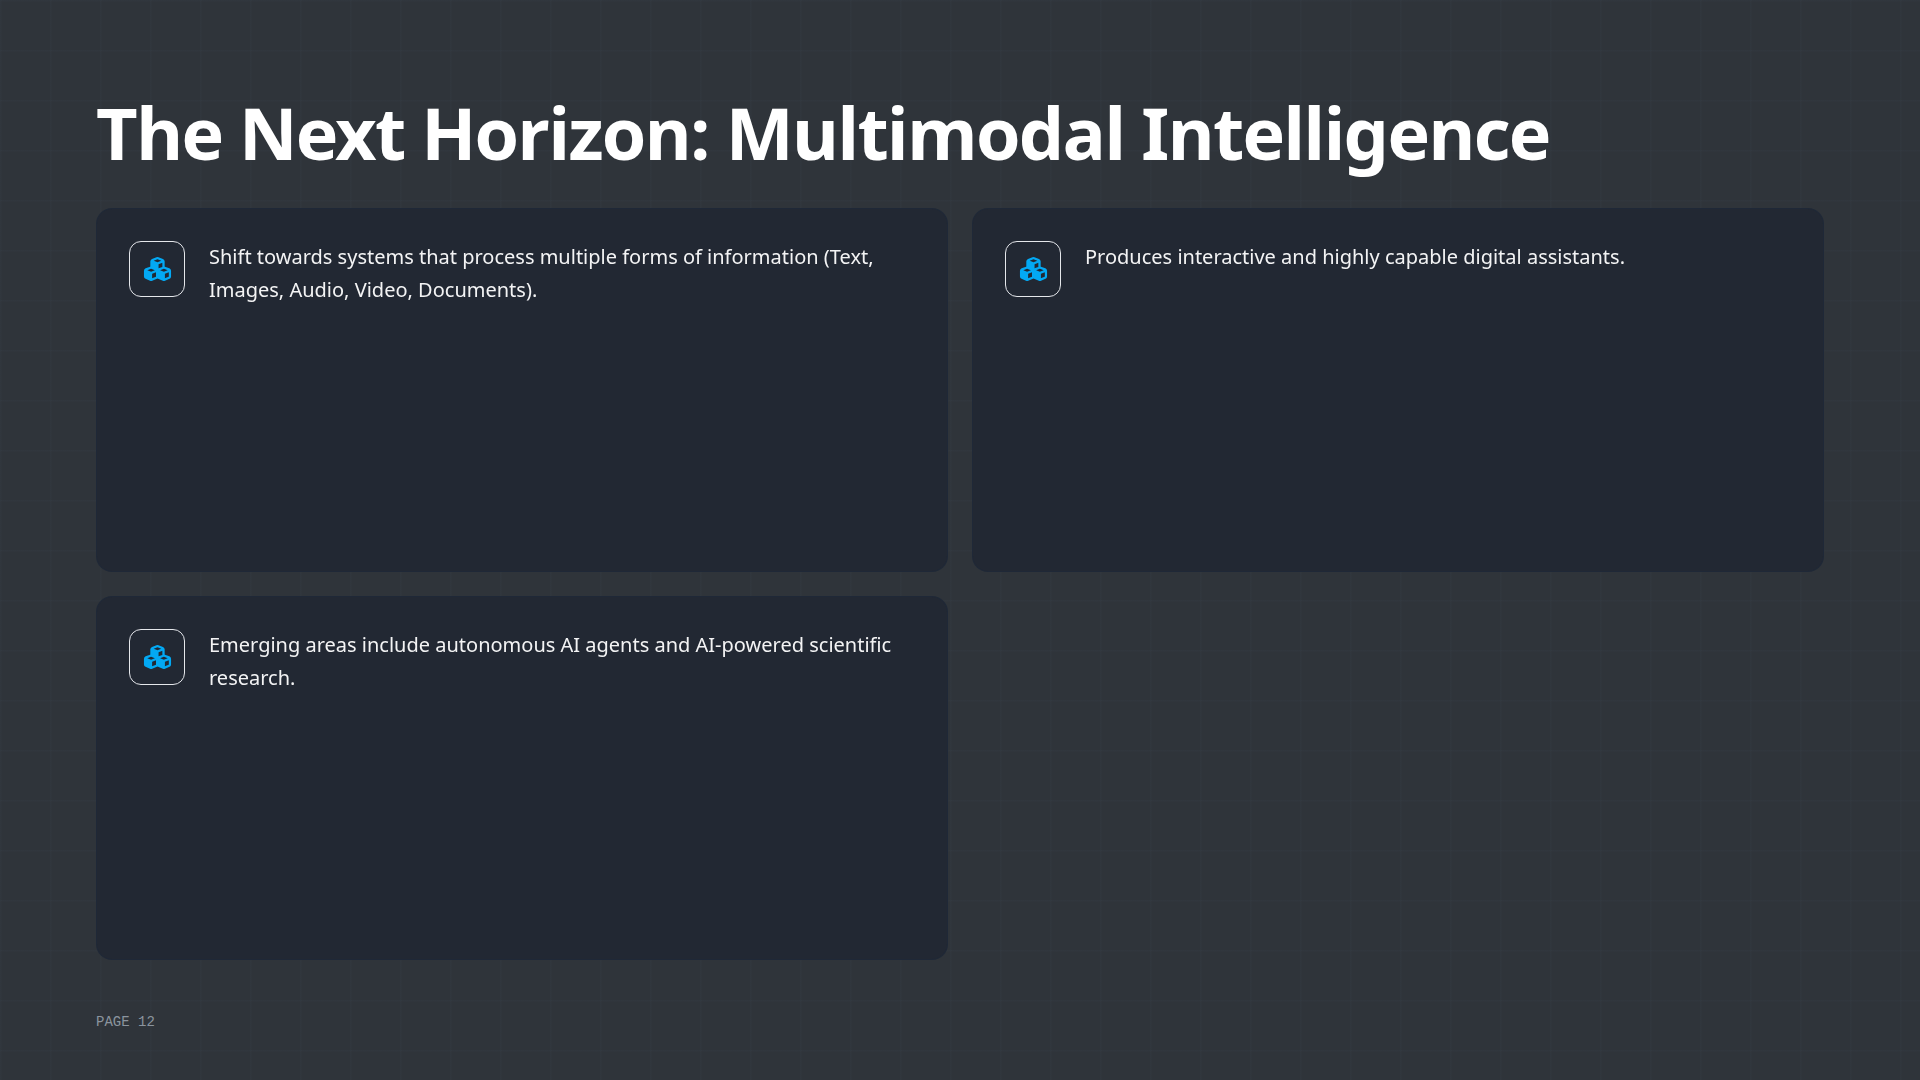 The Next Horizon: Multimodal Intelligence
Shift towards systems that process multiple forms of information (Text,
Images, Audio, Video, Documents).
Produces interactive and highly capable digital assistants.
Emerging areas include autonomous AI agents and AI-powered scientific
research.
PAGE 12